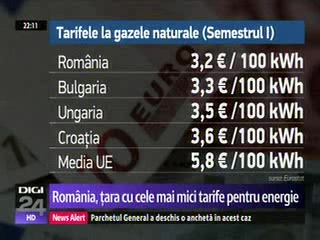 22:11
Tarifele la gazele naturale (Semestrul I)
România 3,2 € / 100 kWh
Bulgaria 3,3 € / 100 kWh
Ungaria 3,5 € / 100 kWh
Croația 3,6 € / 100 kWh
Media UE 5,8 € / 100 kWh
sursa: Eurostat
EURO
România, țara cu cele mai mici tarife pentru energie
DIGI
24
HD
News Alert Parchetul General a deschis o anchetă în acest caz